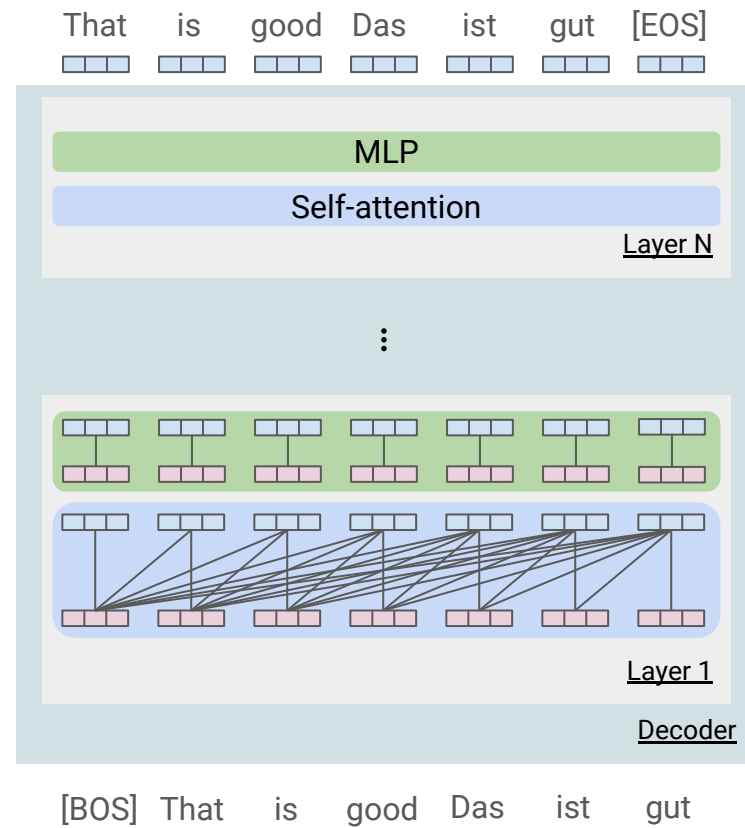 That is good Das ist gut [EOS]
MLP
Self-attention
Layer N
⋮
Layer 1
Decoder
[BOS] That is good Das ist gut